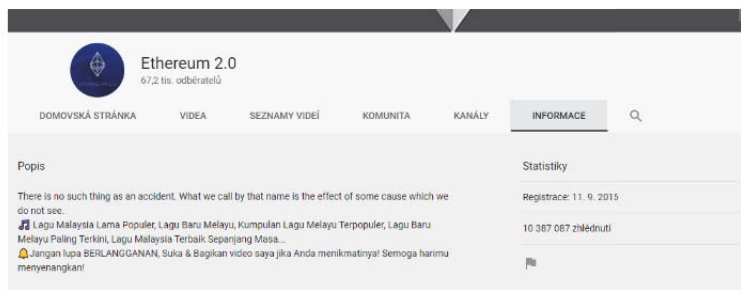 Ethereum 2.0
67,2 tis. odběratelů
DOMOVSKÁ STRÁNKA VIDEA SEZNAMY VIDEÍ KOMUNITA KANÁLY INFORMACE
Popis
There is no such thing as an accident. What we call by that name is the effect of some cause which we
do not see.
🎵 Lagu Malaysia Lama Populer, Lagu Baru Melayu, Kumpulan Lagu Melayu Terpopuler, Lagu Baru
Melayu Paling Terkini, Lagu Malaysia Terbaik Sepanjang Masa...
🔔Jangan lupa BERLANGGANAN, Suka & Bagikan video saya jika Anda menikmatinya! Semoga harimu
menyenangkan!
Statistiky
Registrace: 11. 9. 2015
10 387 087 zhlédnutí